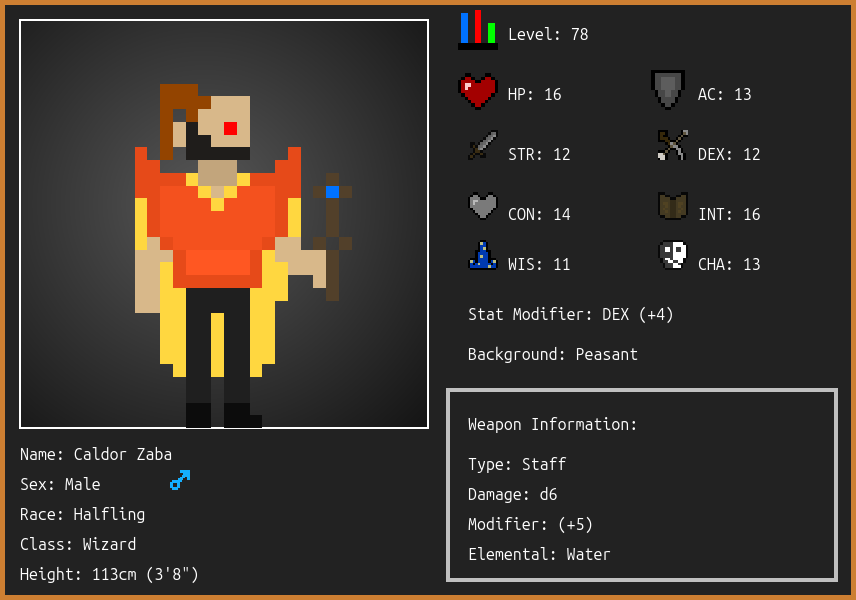 Level: 78
HP: 16
AC: 13
STR: 12
DEX: 12
CON: 14
INT: 16
WIS: 11
CHA: 13
Stat Modifier: DEX (+4)
Background: Peasant
Weapon Information:
Type: Staff
Damage: d6
Modifier: (+5)
Elemental: Water
Name: Caldor Zaba
Sex: Male
Race: Halfling
Class: Wizard
Height: 113cm (3'8")